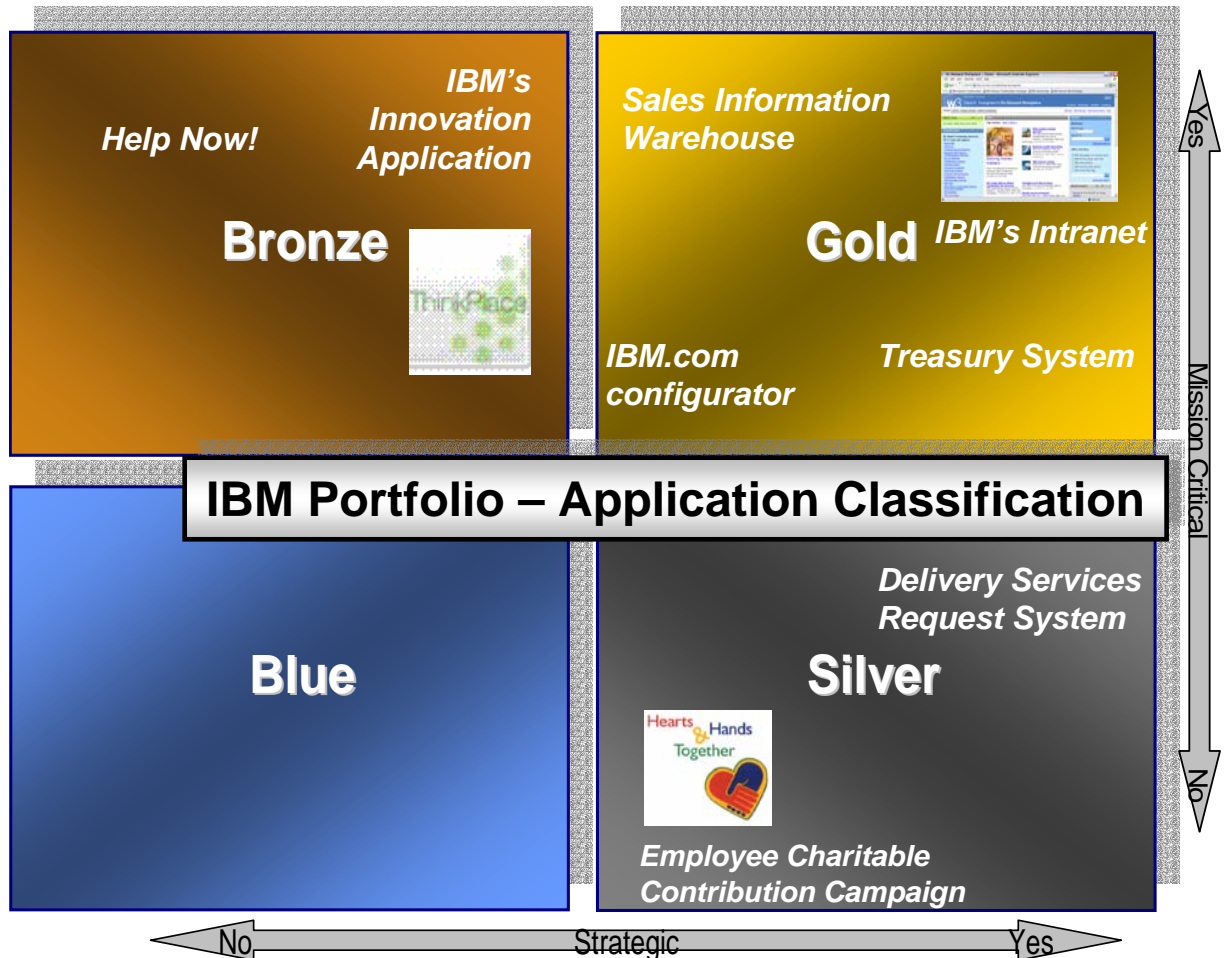 IBM's
Innovation
Application
Help Now!
Bronze
ThinkPlace
Sales Information
Warehouse
Gold
IBM's Intranet
IBM.com
configurator
Treasury System
IBM Portfolio – Application Classification
Blue
Delivery Services
Request System
Silver
Hearts
& Hands
Together
Employee Charitable
Contribution Campaign
Yes
Mission Critical
No
No
Strategic
Yes